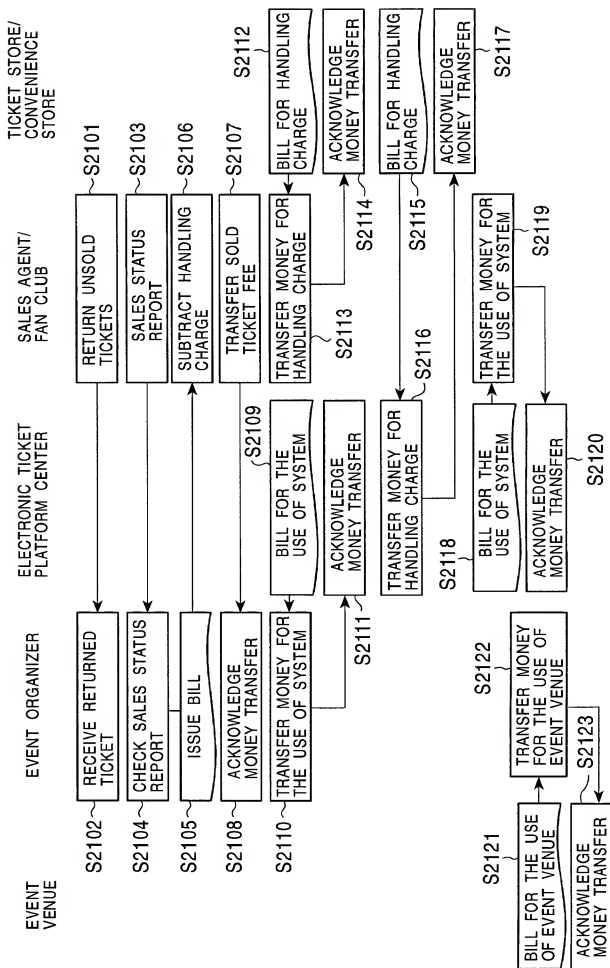 EVENT
VENUE
EVENT ORGANIZER
ELECTRONIC TICKET
PLATFORM CENTER
SALES AGENT/
FAN CLUB
TICKET STORE/
CONVENIENCE
STORE
S2101
RETURN UNSOLD
TICKETS
S2102
RECEIVE RETURNED
TICKET
S2103
SALES STATUS
REPORT
S2104
CHECK SALES STATUS
REPORT
S2105
ISSUE BILL
S2106
SUBTRACT HANDLING
CHARGE
S2107
TRANSFER SOLD
TICKET FEE
S2108
ACKNOWLEDGE
MONEY TRANSFER
S2109
BILL FOR THE
USE OF SYSTEM
S2110
TRANSFER MONEY FOR
THE USE OF SYSTEM
S2111
ACKNOWLEDGE
MONEY TRANSFER
S2112
BILL FOR HANDLING
CHARGE
S2113
TRANSFER MONEY FOR
HANDLING CHARGE
S2114
ACKNOWLEDGE
MONEY TRANSFER
S2115
BILL FOR HANDLING
CHARGE
S2116
TRANSFER MONEY FOR
HANDLING CHARGE
S2117
ACKNOWLEDGE
MONEY TRANSFER
S2118
BILL FOR THE
USE OF SYSTEM
S2119
TRANSFER MONEY FOR
THE USE OF SYSTEM
S2120
ACKNOWLEDGE
MONEY TRANSFER
S2121
BILL FOR THE USE
OF EVENT VENUE
S2122
TRANSFER MONEY
FOR THE USE OF
EVENT VENUE
S2123
ACKNOWLEDGE
MONEY TRANSFER